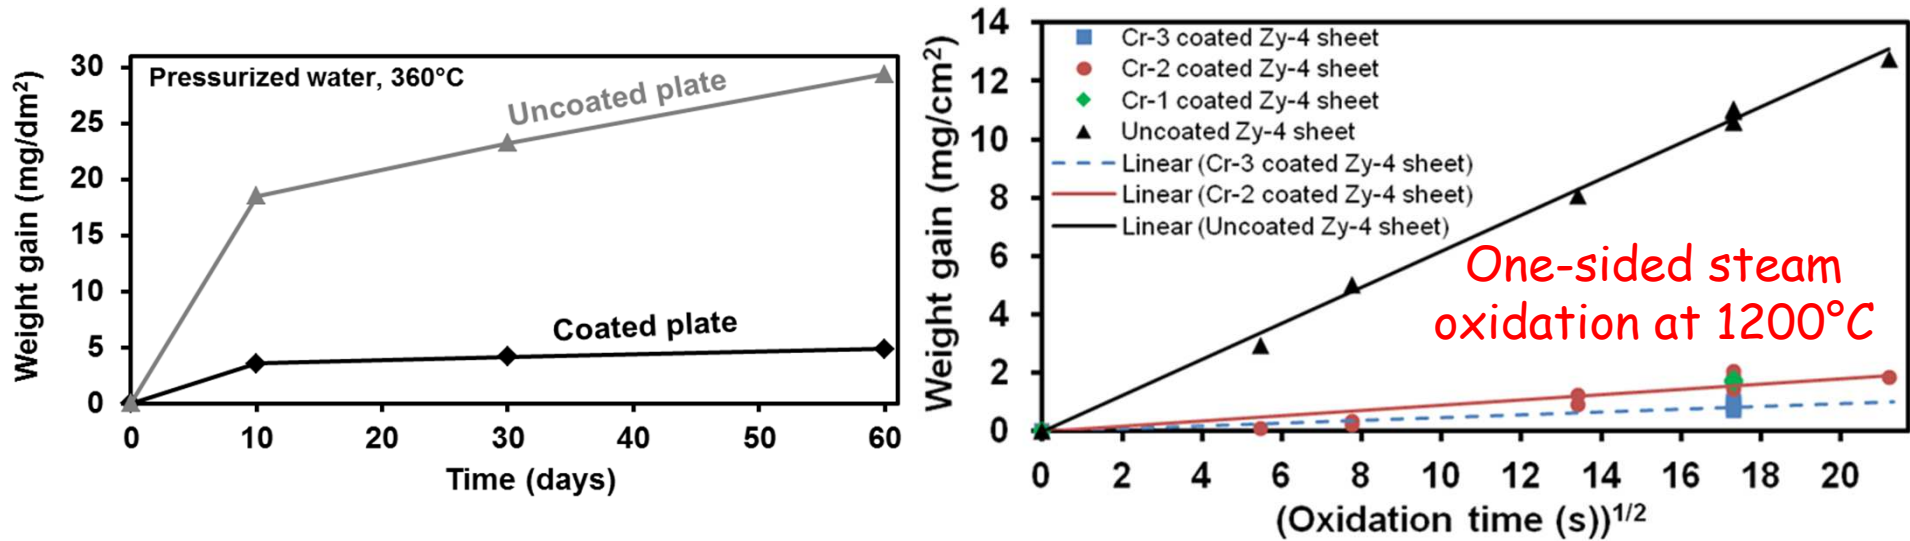 Pressurized water, 360°C
Uncoated plate
Coated plate
Weight gain (mg/dm²)
30
25
20
15
10
5
0
0 10 20 30 40 50 60
Time (days)
Weight gain (mg/cm²)
14
12
10
8
6
4
2
0
Cr-3 coated Zy-4 sheet
Cr-2 coated Zy-4 sheet
Cr-1 coated Zy-4 sheet
Uncoated Zy-4 sheet
Linear (Cr-3 coated Zy-4 sheet)
Linear (Cr-2 coated Zy-4 sheet)
Linear (Uncoated Zy-4 sheet)
One-sided steam
oxidation at 1200°C
0 2 4 6 8 10 12 14 16 18 20
(Oxidation time (s))¹/²